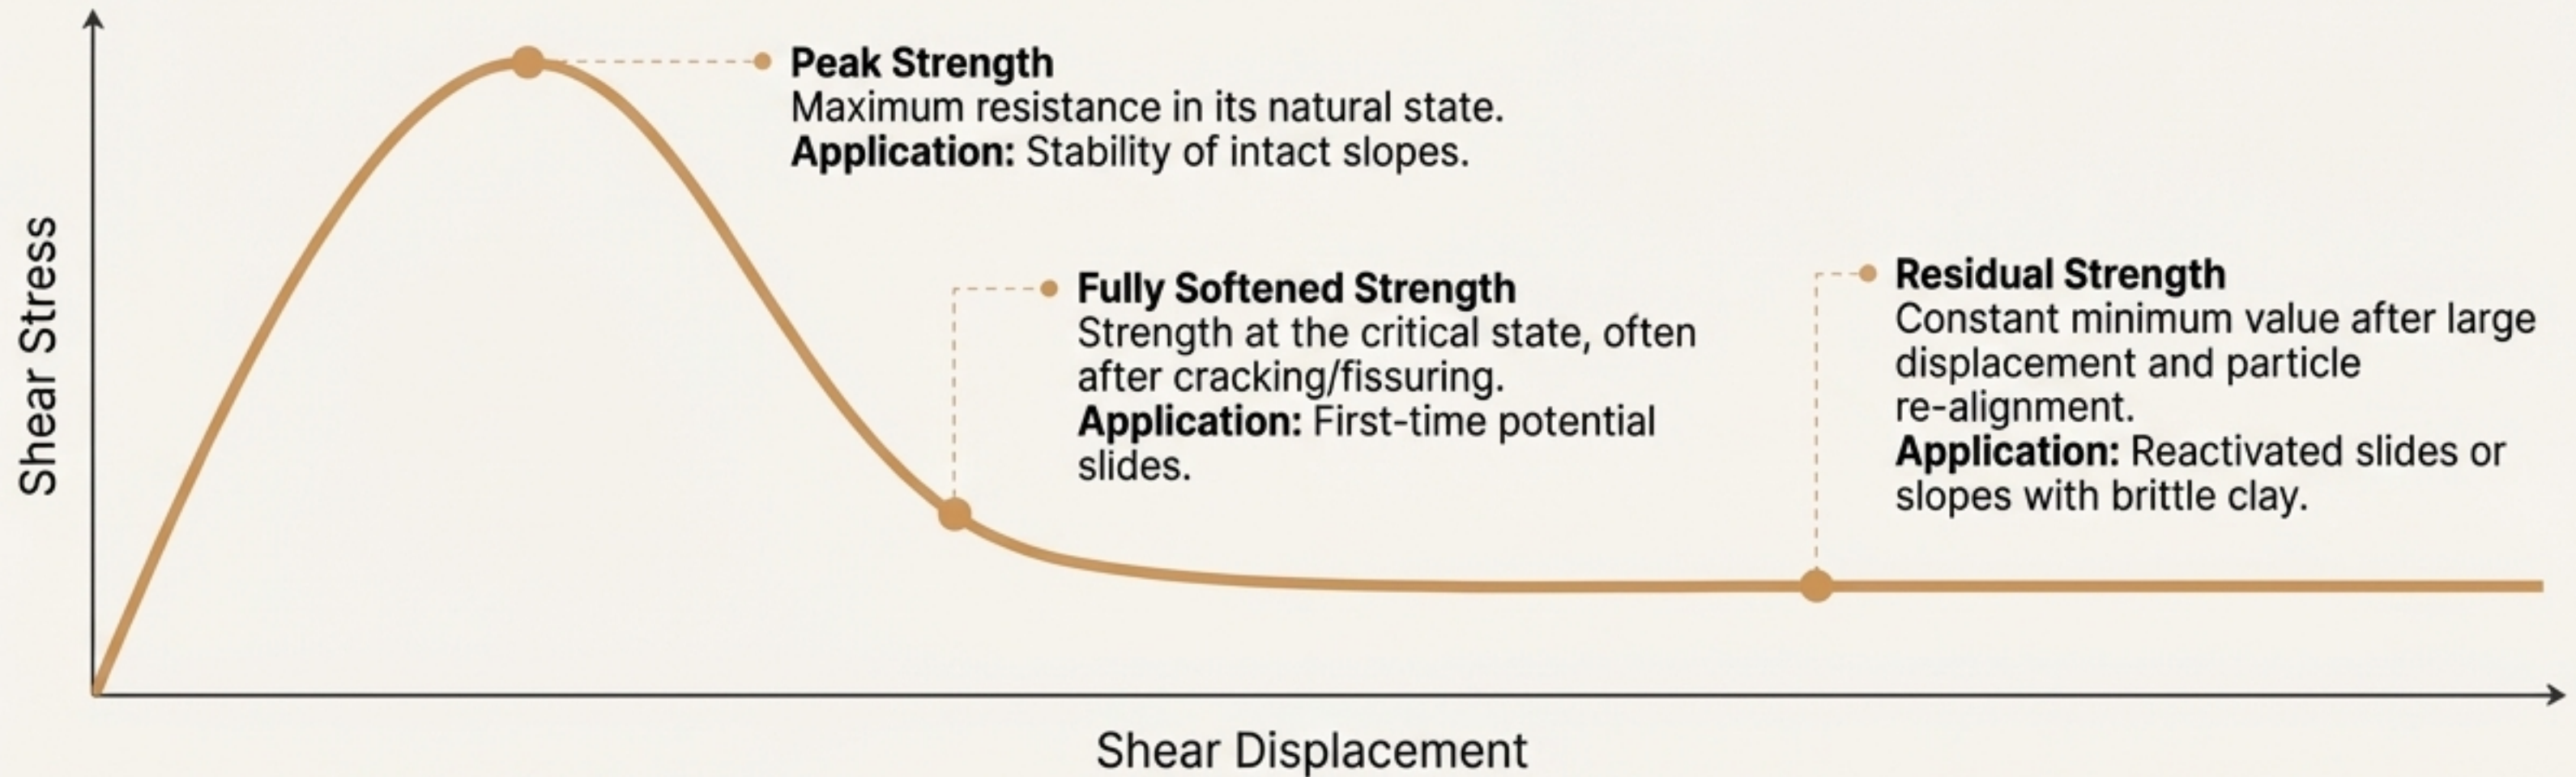 Peak Strength
Maximum resistance in its natural state.
Application: Stability of intact slopes.
Fully Softened Strength
Strength at the critical state, often
after cracking/fissuring.
Application: First-time potential
slides.
Residual Strength
Constant minimum value after large
displacement and particle
re-alignment.
Application: Reactivated slides or
slopes with brittle clay.
Shear Stress
Shear Displacement